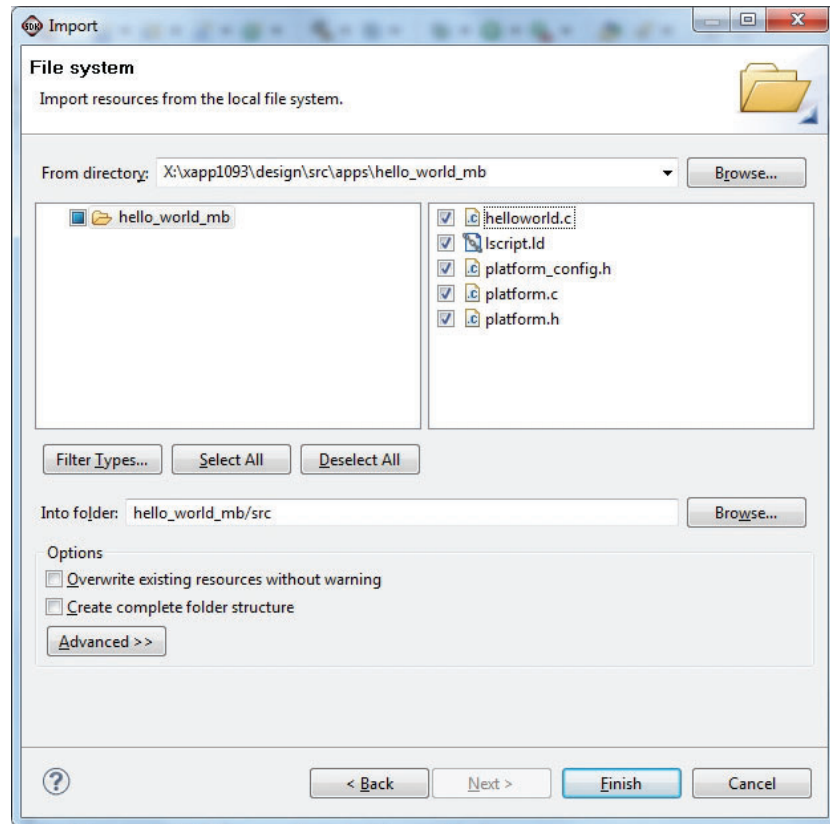 SDK Import
File system
Import resources from the local file system.
From directory: X:\xapp1093\design\src\apps\hello_world_mb Browse...
hello_world_mb
.c helloworld.c
lscript.ld
.c platform_config.h
.c platform.c
.c platform.h
Filter Types... Select All Deselect All
Into folder: hello_world_mb/src Browse...
Options
Overwrite existing resources without warning
Create complete folder structure
Advanced >>
? < Back Next > Finish Cancel